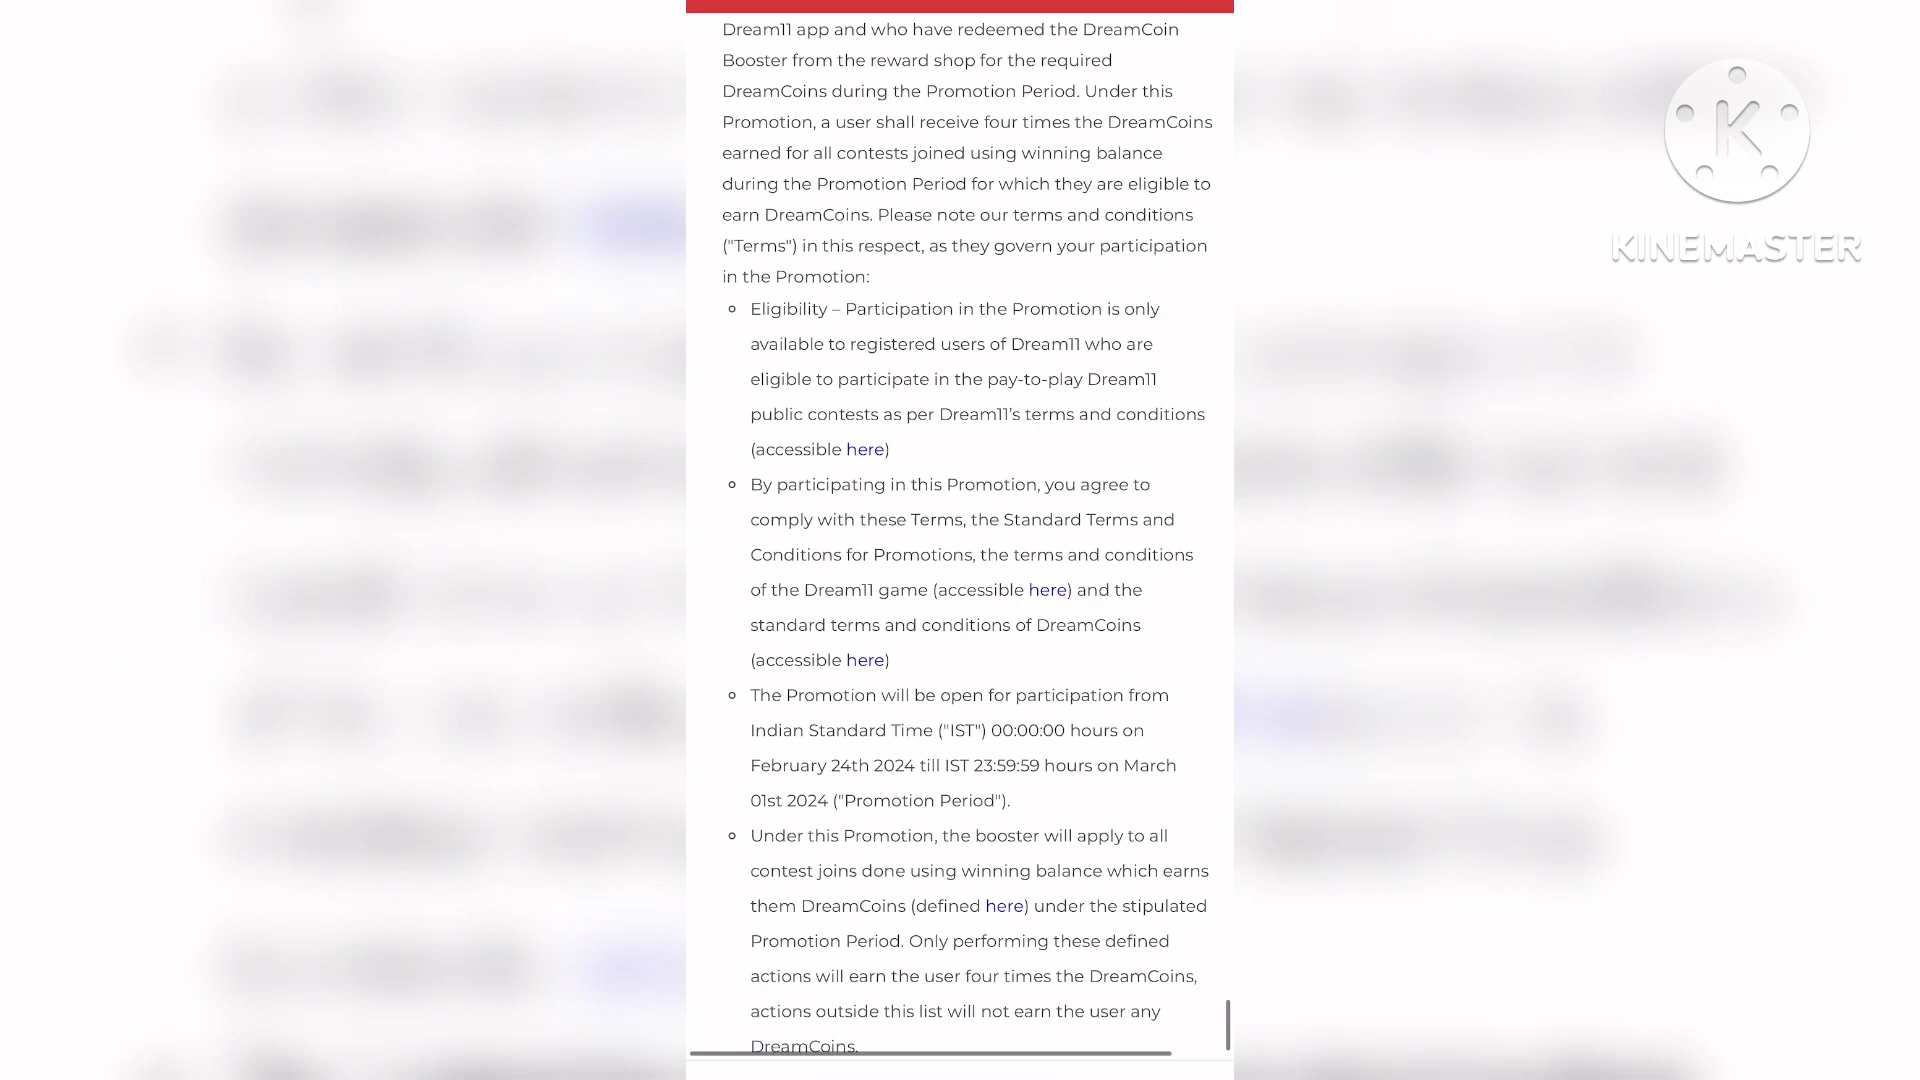 Dream11 app and who have redeemed the DreamCoin
Booster from the reward shop for the required
DreamCoins during the Promotion Period. Under this
Promotion, a user shall receive four times the DreamCoins
earned for all contests joined using winning balance
during the Promotion Period for which they are eligible to
earn DreamCoins. Please note our terms and conditions
("Terms") in this respect, as they govern your participation
in the Promotion:
Eligibility – Participation in the Promotion is only
available to registered users of Dream11 who are
eligible to participate in the pay-to-play Dream11
public contests as per Dream11’s terms and conditions
(accessible here)
By participating in this Promotion, you agree to
comply with these Terms, the Standard Terms and
Conditions for Promotions, the terms and conditions
of the Dream11 game (accessible here) and the
standard terms and conditions of DreamCoins
(accessible here)
The Promotion will be open for participation from
Indian Standard Time ("IST") 00:00:00 hours on
February 24th 2024 till IST 23:59:59 hours on March
01st 2024 ("Promotion Period").
Under this Promotion, the booster will apply to all
contest joins done using winning balance which earns
them DreamCoins (defined here) under the stipulated
Promotion Period. Only performing these defined
actions will earn the user four times the DreamCoins,
actions outside this list will not earn the user any
DreamCoins.
K
KINEMASTER